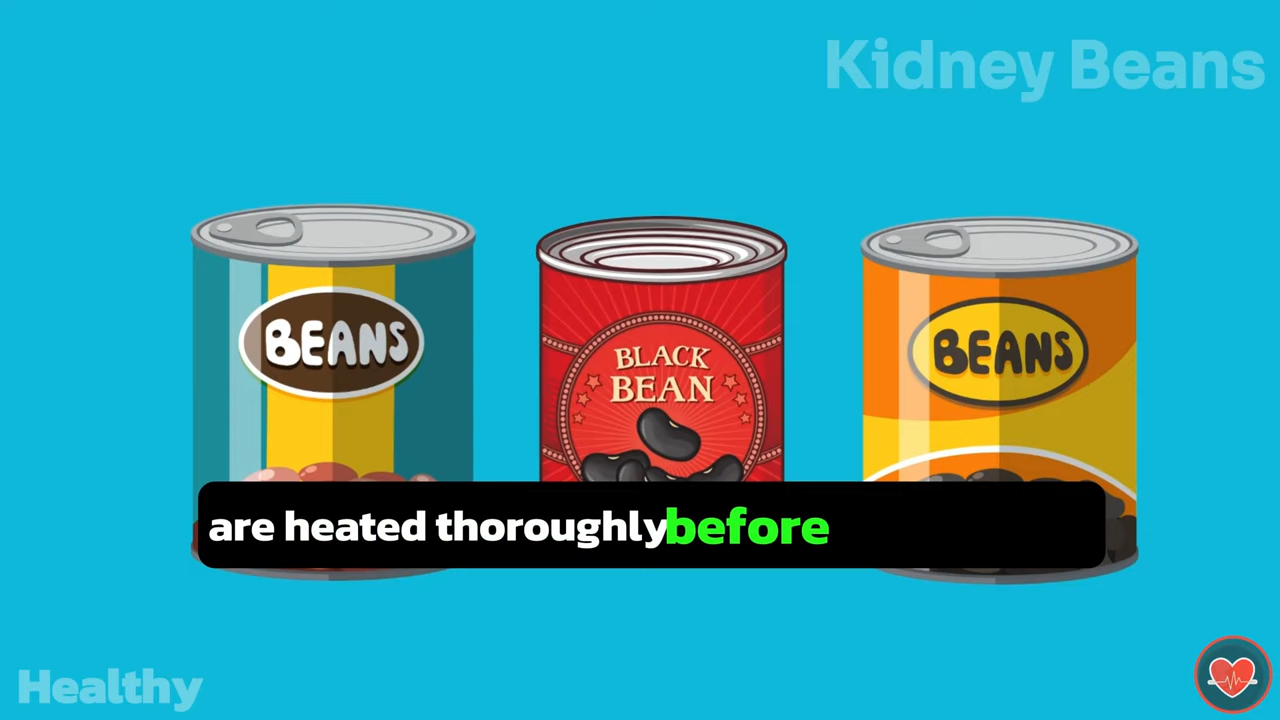 Kidney Beans
BEANS
BLACK
BEAN
BEANS
are heated thoroughly before
Healthy